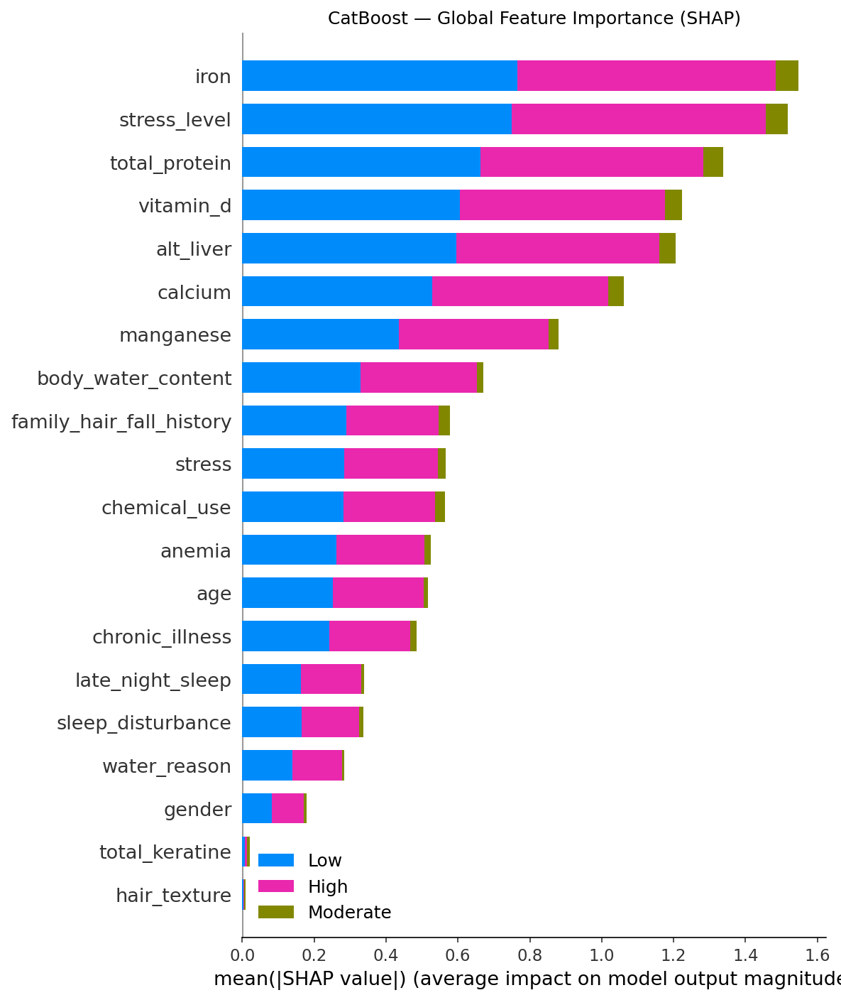 CatBoost — Global Feature Importance (SHAP)
iron
stress_level
total_protein
vitamin_d
alt_liver
calcium
manganese
body_water_content
family_hair_fall_history
stress
chemical_use
anemia
age
chronic_illness
late_night_sleep
sleep_disturbance
water_reason
gender
total_keratine
hair_texture
Low
High
Moderate
0.0 0.2 0.4 0.6 0.8 1.0 1.2 1.4 1.6
mean(|SHAP value|) (average impact on model output magnitude